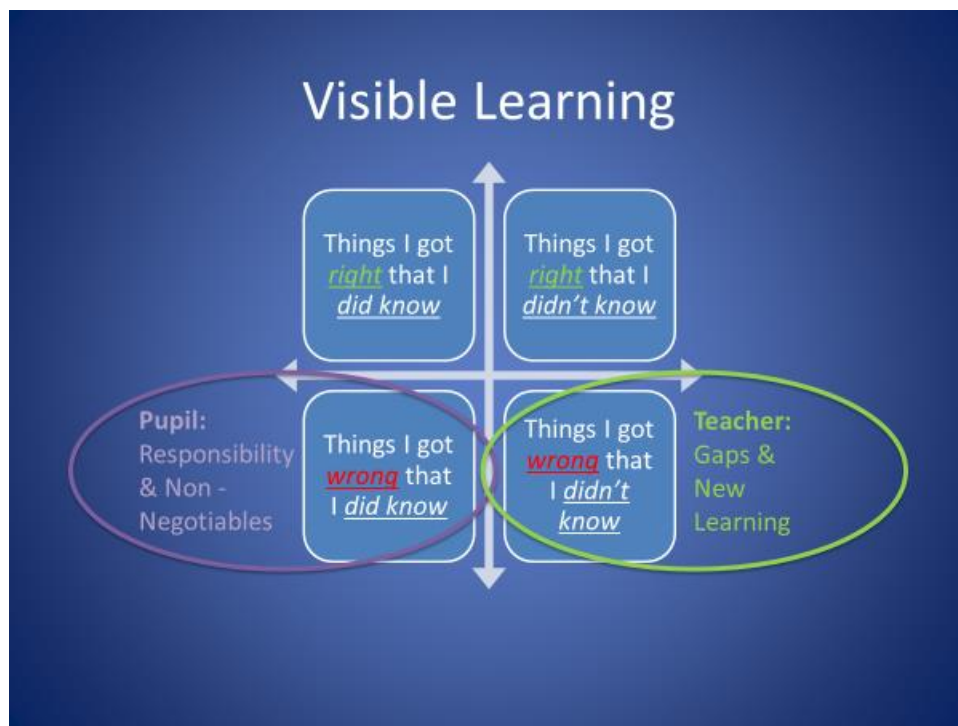 Visible Learning
Things I got
right that I
did know
Things I got
right that I
didn't know
Pupil:
Responsibility
& Non -
Negotiables
Things I got
wrong that
I did know
Things I got
wrong that
I didn't
know
Teacher:
Gaps &
New
Learning